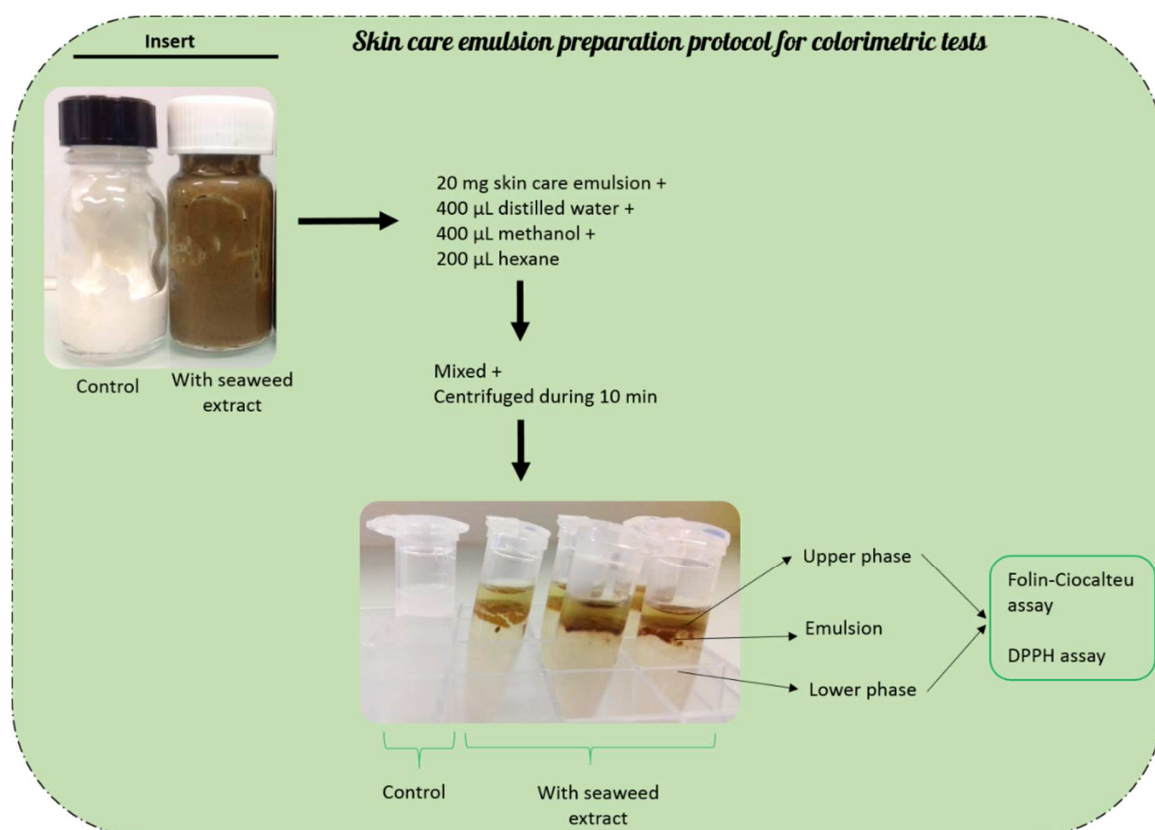 Insert
Skin care emulsion preparation protocol for colorimetric tests
Control
With seaweed
extract
20 mg skin care emulsion +
400 µL distilled water +
400 µL methanol +
200 µL hexane
Mixed +
Centrifuged during 10 min
Upper phase
Emulsion
Lower phase
Folin-Ciocalteu
assay
DPPH assay
Control
With seaweed
extract